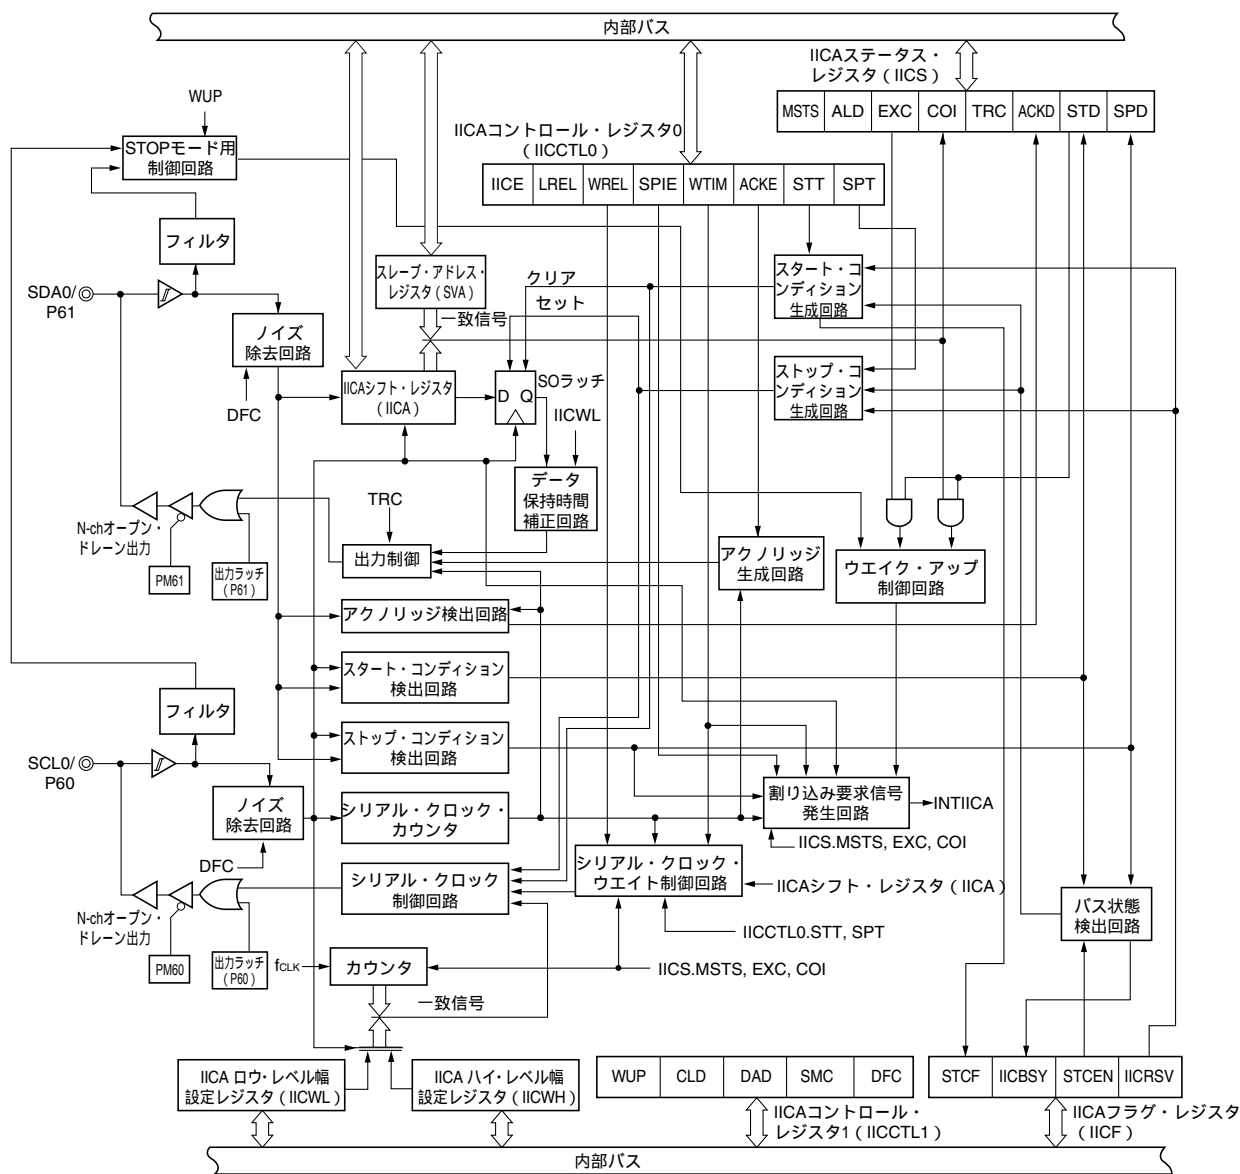 内部バス
IICAステータス・
レジスタ（IICS）
MSTS ALD EXC COI TRC ACKD STD SPD
WUP
STOPモード用
制御回路
IICAコントロール・レジスタ0
（IICCTL0）
IICE LREL WREL SPIE WTIM ACKE STT SPT
フィルタ
SDA0/
P61
スレーブ・アドレス・
レジスタ（SVA）
クリア
セット
スタート・コ
ンディション
生成回路
ノイズ
除去回路
一致信号
DFC
IICAシフト・レジスタ
（IICA）
D Q
SOラッチ
IICWL
ストップ・コ
ンディション
生成回路
データ
保持時間
補正回路
TRC
N-chオープン・
ドレーン出力
PM61
出力ラッチ
（P61）
出力制御
アクノリッジ
生成回路
ウエイク・アップ
制御回路
アクノリッジ検出回路
スタート・コンディション
検出回路
フィルタ
ストップ・コンディション
検出回路
SCL0/
P60
ノイズ
除去回路
シリアル・クロック・
カウンタ
割り込み要求信号
発生回路
INTIICA
IICS.MSTS, EXC, COI
DFC
シリアル・クロック
制御回路
シリアル・クロック・
ウエイト制御回路
IICAシフト・レジスタ（IICA）
N-chオープン・
ドレーン出力
PM60
出力ラッチ
（P60）
IICCTL0.STT, SPT
バス状態
検出回路
fCLK
カウンタ
IICS.MSTS, EXC, COI
一致信号
IICA ロウ・レベル幅
設定レジスタ（IICWL）
IICA ハイ・レベル幅
設定レジスタ（IICWH）
WUP CLD DAD SMC DFC
STCF IICBSY STCEN IICRSV
IICAコントロール・
レジスタ1（IICCTL1）
IICAフラグ・レジスタ
（IICF）
内部バス